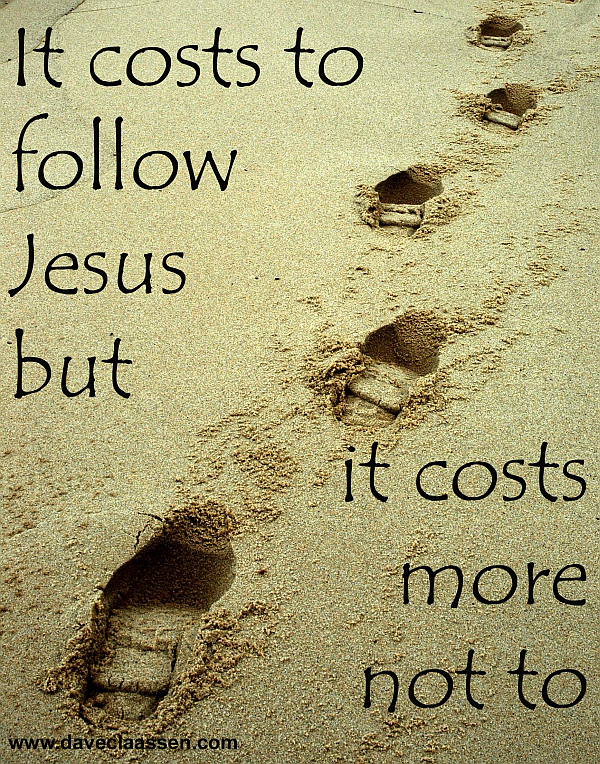 It costs to
follow
Jesus
but
it costs
more
not to
www.daveclaassen.com